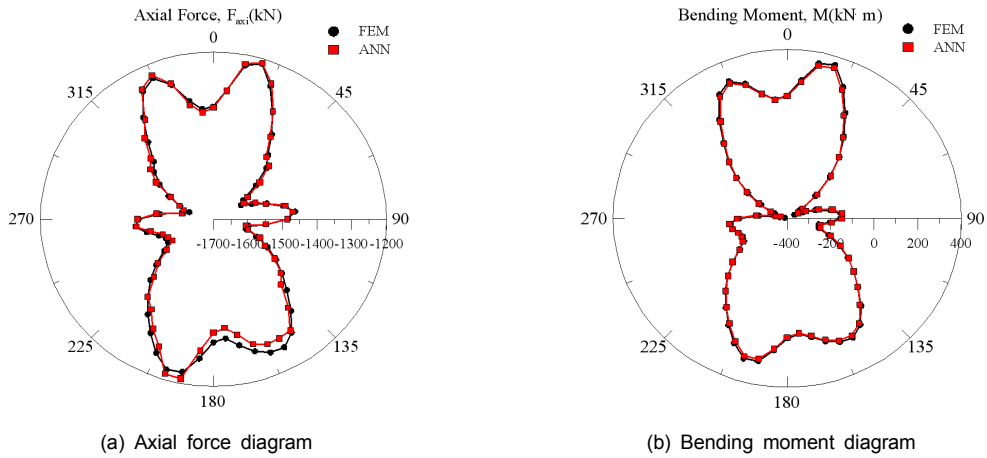 Axial Force, Faxi(kN)
0
FEM
ANN
315
45
270
90
-1700 -1600 -1500 -1400 -1300 -1200
225
135
180
(a) Axial force diagram
Bending Moment, M(kN m)
0
FEM
ANN
315
45
270
90
-400 -200 0 200 400
225
135
180
(b) Bending moment diagram